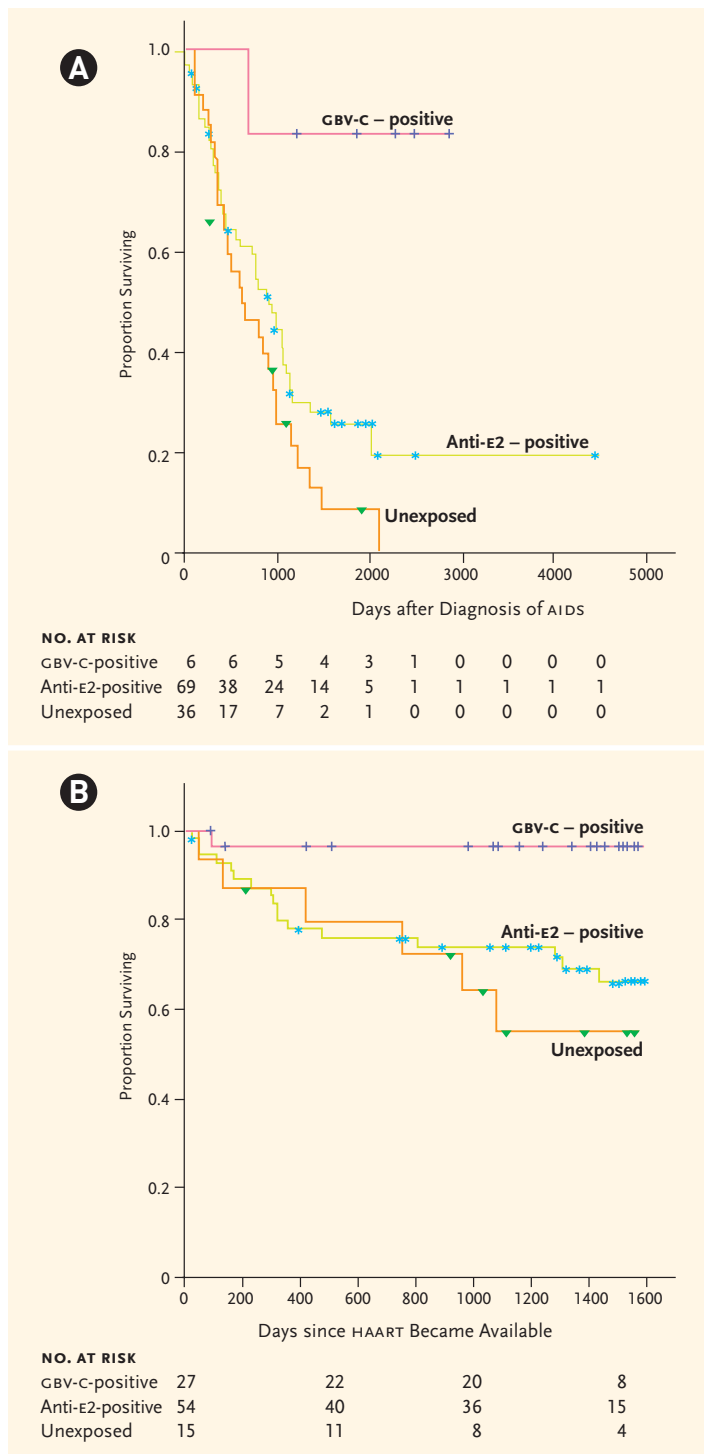 A
1.0
0.8
0.6
0.4
0.2
0
Proportion Surviving
GBV-C – positive
Anti-E2 – positive
Unexposed
0 1000 2000 3000 4000 5000
Days after Diagnosis of AIDS
NO. AT RISK
GBV-C-positive 6 6 5 4 3 1 0 0 0 0
Anti-E2-positive 69 38 24 14 5 1 1 1 1 1
Unexposed 36 17 7 2 1 0 0 0 0 0
B
1.0
0.8
0.6
0.4
0.2
0
Proportion Surviving
GBV-C – positive
Anti-E2 – positive
Unexposed
0 200 400 600 800 1000 1200 1400 1600
Days since HAART Became Available
NO. AT RISK
GBV-C-positive 27 22 20 8
Anti-E2-positive 54 40 36 15
Unexposed 15 11 8 4